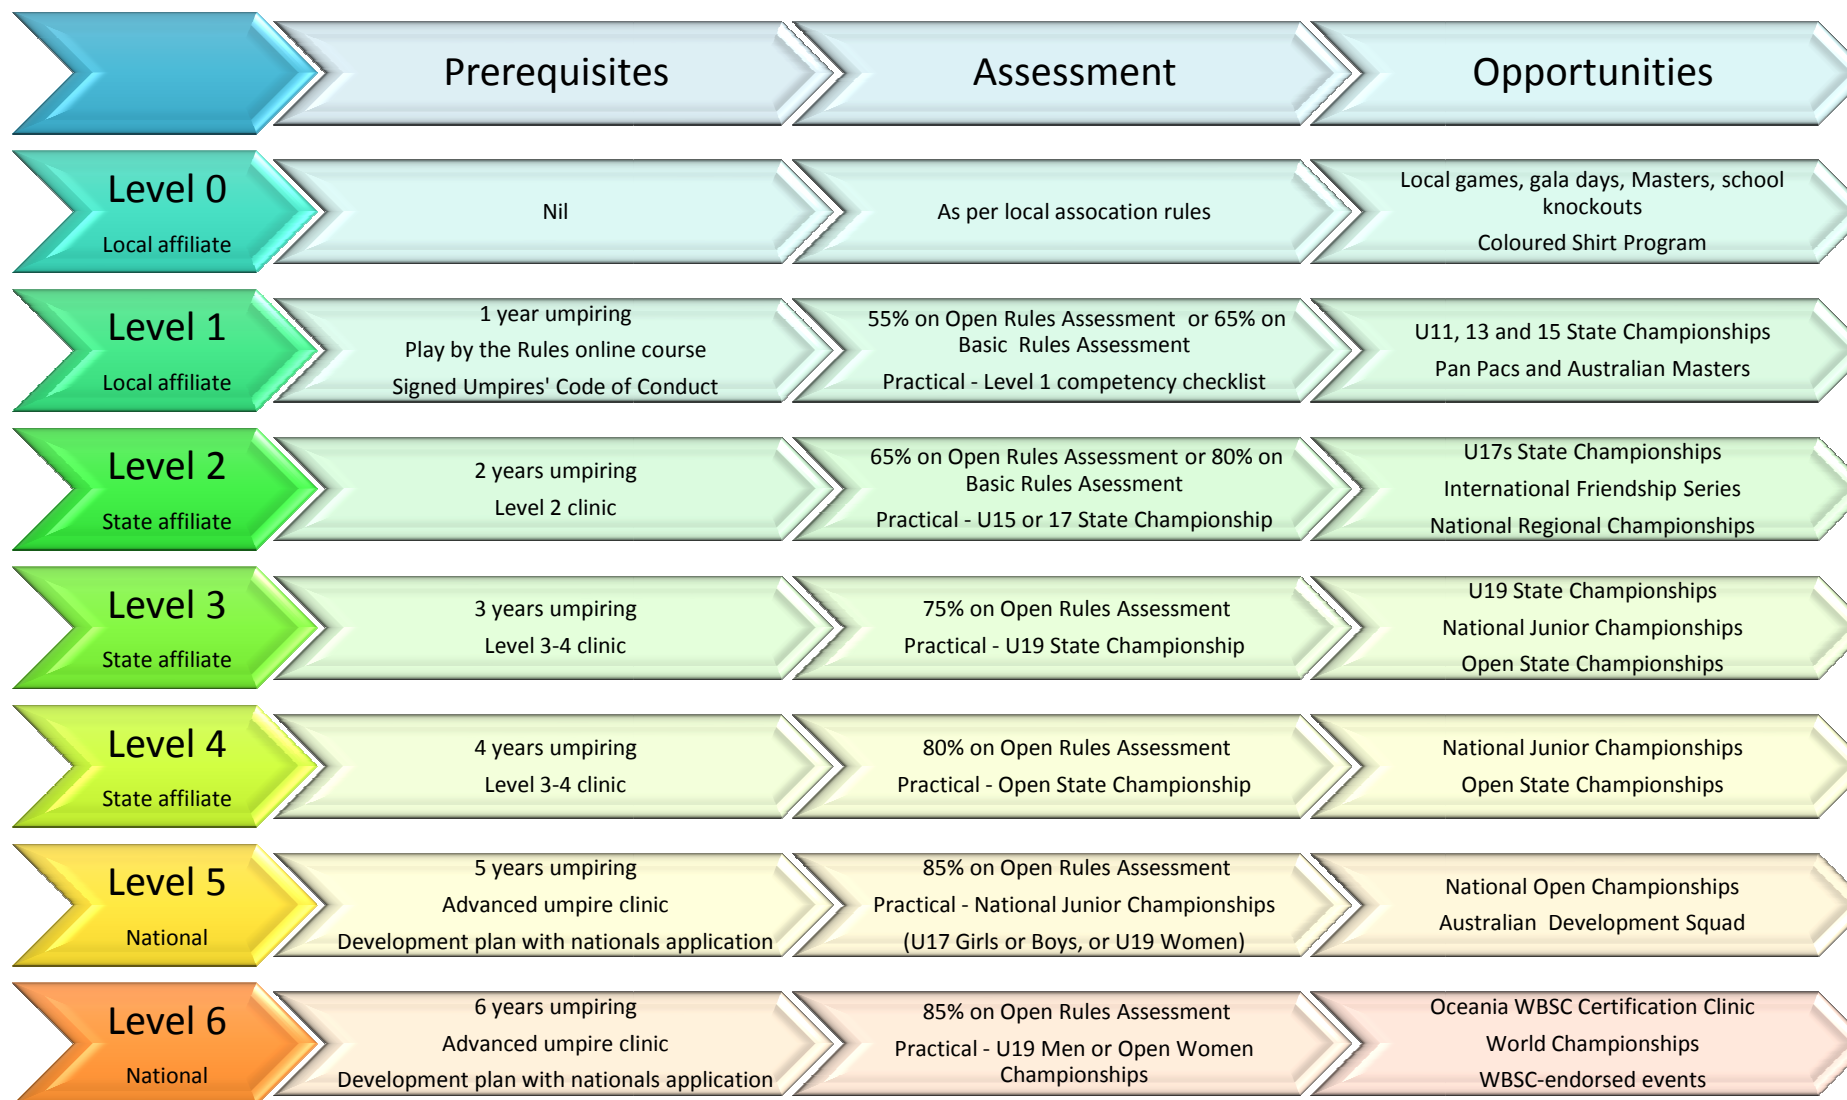 Prerequisites
Assessment
Opportunities
Level 0
Local affiliate
Nil
As per local assocation rules
Local games, gala days, Masters, school
knockouts
Coloured Shirt Program
Level 1
Local affiliate
1 year umpiring
Play by the Rules online course
Signed Umpires' Code of Conduct
55% on Open Rules Assessment or 65% on
Basic Rules Assessment
Practical - Level 1 competency checklist
U11, 13 and 15 State Championships
Pan Pacs and Australian Masters
Level 2
State affiliate
2 years umpiring
Level 2 clinic
65% on Open Rules Assessment or 80% on
Basic Rules Asessment
Practical - U15 or 17 State Championship
U17s State Championships
International Friendship Series
National Regional Championships
Level 3
State affiliate
3 years umpiring
Level 3-4 clinic
75% on Open Rules Assessment
Practical - U19 State Championship
U19 State Championships
National Junior Championships
Open State Championships
Level 4
State affiliate
4 years umpiring
Level 3-4 clinic
80% on Open Rules Assessment
Practical - Open State Championship
National Junior Championships
Open State Championships
Level 5
National
5 years umpiring
Advanced umpire clinic
Development plan with nationals application
85% on Open Rules Assessment
Practical - National Junior Championships
(U17 Girls or Boys, or U19 Women)
National Open Championships
Australian Development Squad
Level 6
National
6 years umpiring
Advanced umpire clinic
Development plan with nationals application
85% on Open Rules Assessment
Practical - U19 Men or Open Women
Championships
Oceania WBSC Certification Clinic
World Championships
WBSC-endorsed events